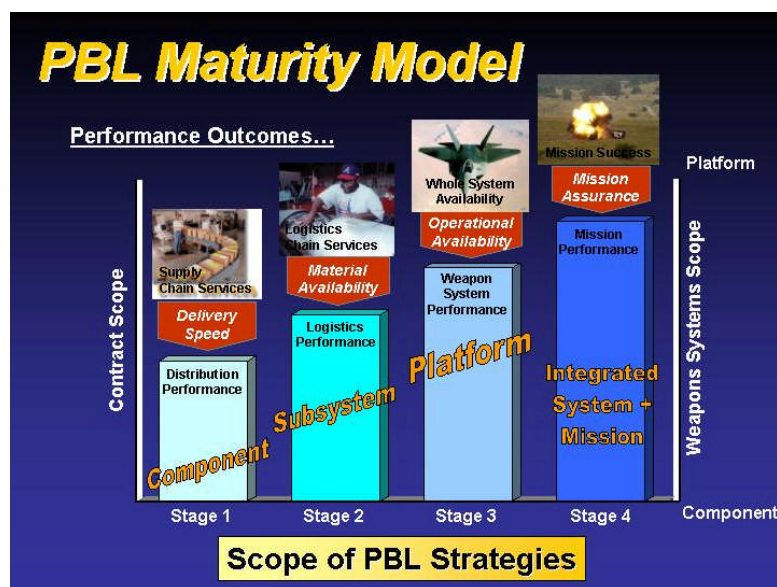 PBL Maturity Model
Performance Outcomes…
Mission Success
Platform
Whole System
Availability
Mission
Assurance
Logistics
Chain Services
Operational
Availability
Mission
Performance
Supply
Chain Services
Material
Availability
Weapon
System
Performance
Delivery
Speed
Logistics
Performance
Distribution
Performance
Contract Scope
Weapons Systems Scope
Component
Subsystem
Platform
Integrated
System +
Mission
Stage 1
Stage 2
Stage 3
Stage 4
Component
Scope of PBL Strategies